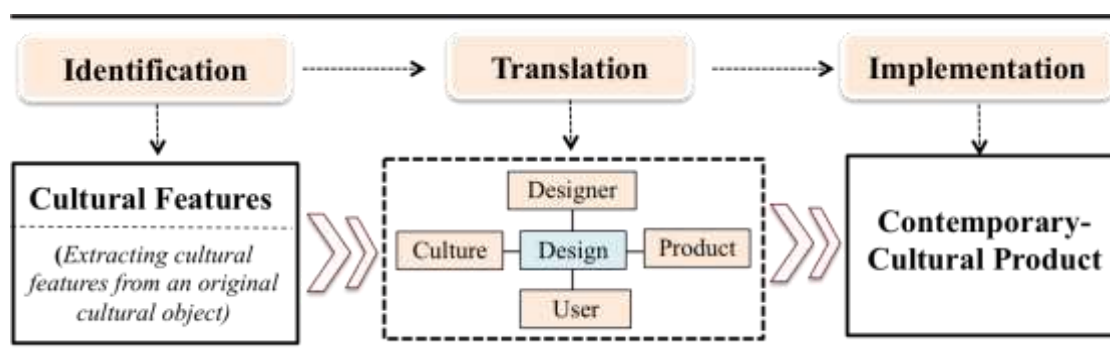 Identification
Translation
Implementation
Cultural Features
(Extracting cultural
features from an original
cultural object)
Designer
Culture
Design
Product
User
Contemporary-
Cultural Product